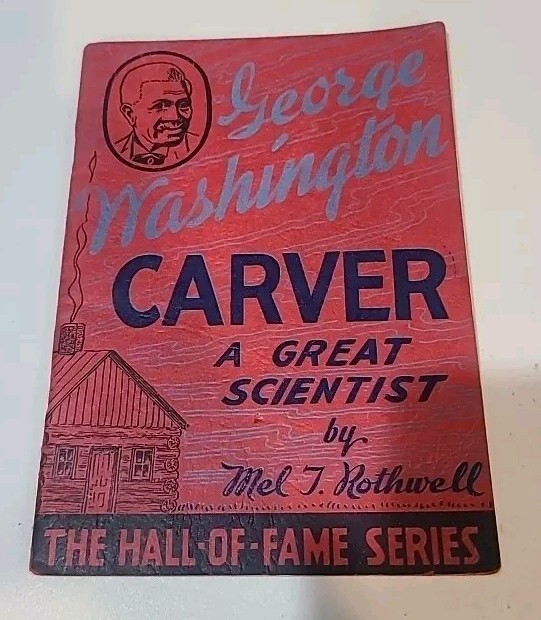 George
Washington
CARVER
A GREAT
SCIENTIST
by
Mel T. Rothwell
THE HALL-OF-FAME SERIES